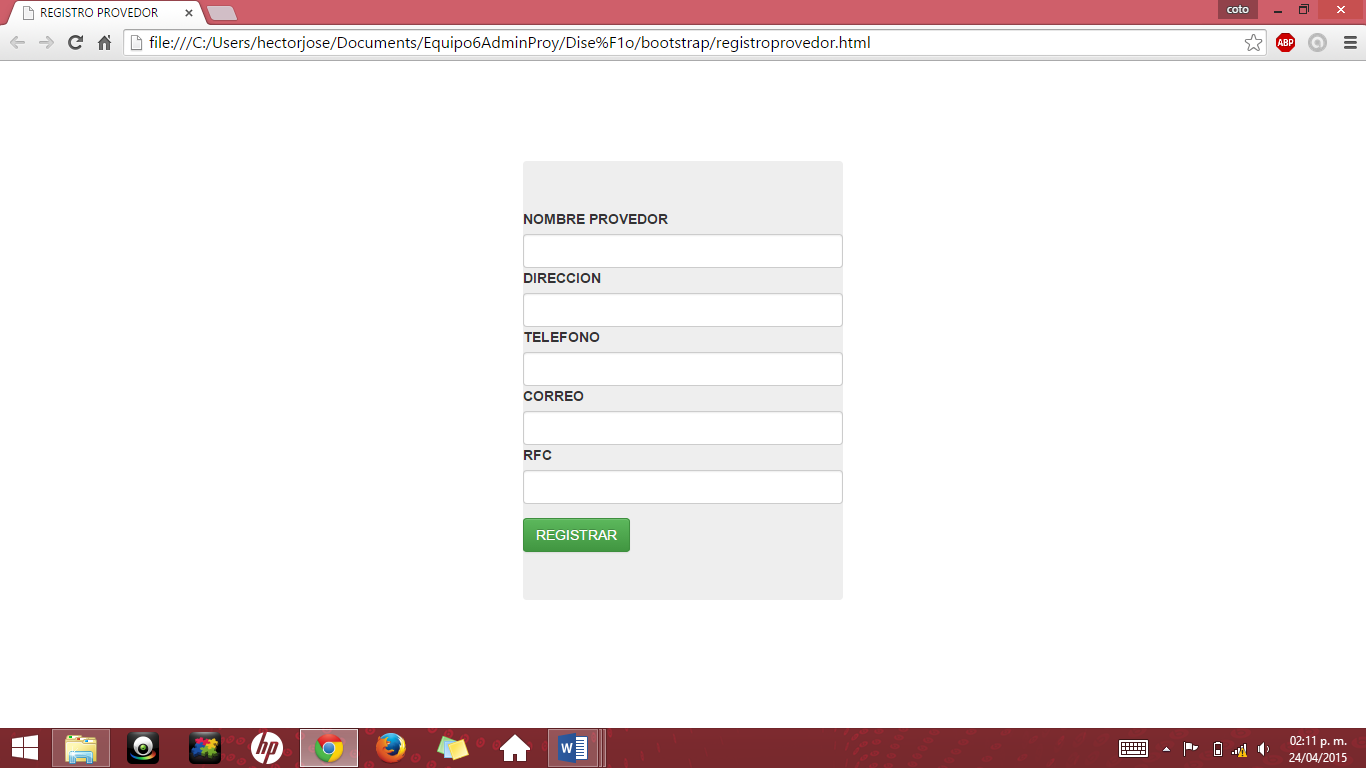 REGISTRO PROVEDOR
coto
file:///C:/Users/hectorjose/Documents/Equipo6AdminProy/Dise%F1o/bootstrap/registroprovedor.html
ABP
NOMBRE PROVEDOR
DIRECCION
TELEFONO
CORREO
RFC
REGISTRAR
hp
W
02:11 p. m.
24/04/2015